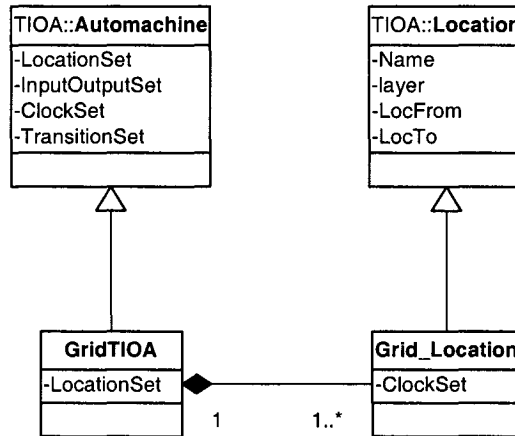 TIOA::Automachine
-LocationSet
-InputOutputSet
-ClockSet
-TransitionSet
TIOA::Location
-Name
-layer
-LocFrom
-LocTo
GridTIOA
-LocationSet
Grid_Location
-ClockSet
1
1..*